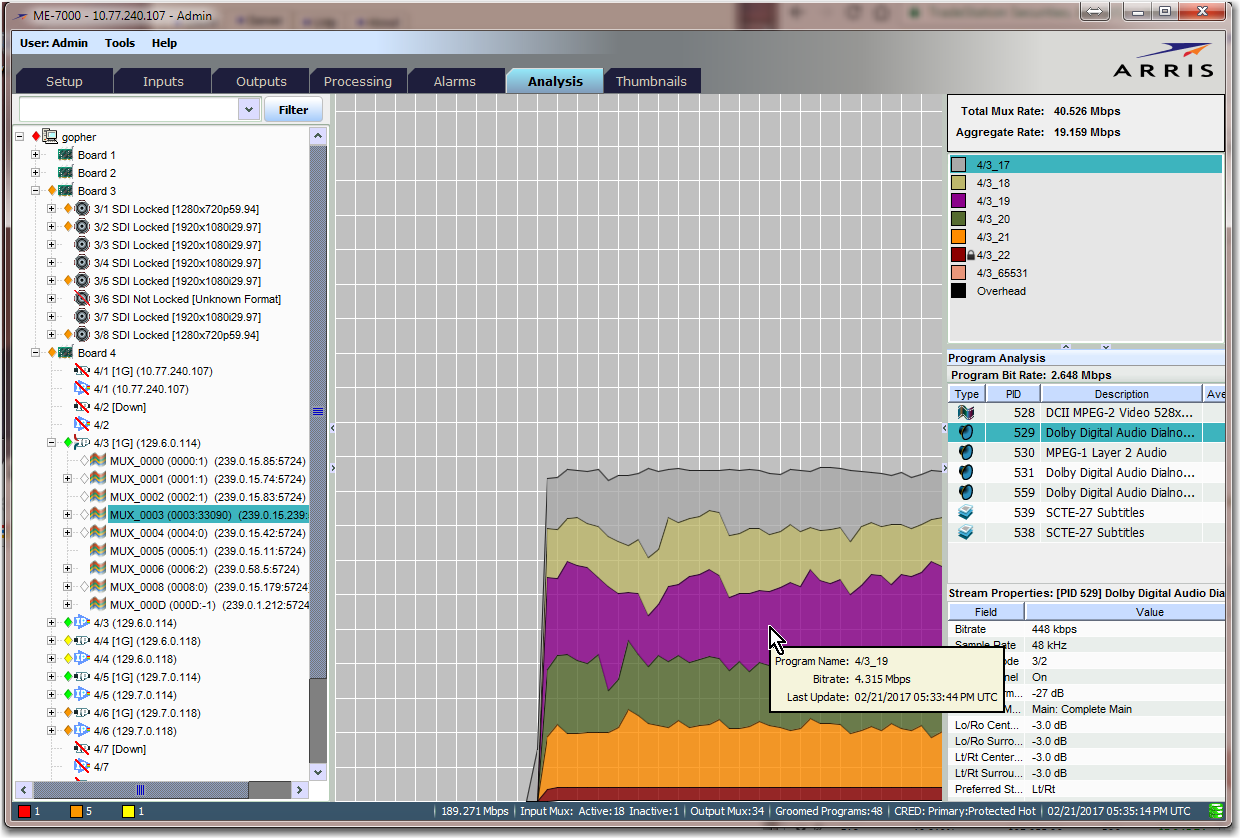 ME-7000 - 10.77.240.107 - Admin
User: Admin Tools Help
ARRIS
Setup Inputs Outputs Processing Alarms Analysis Thumbnails
Filter
gopher
Board 1
Board 2
Board 3
3/1 SDI Locked [1280x720p59.94]
3/2 SDI Locked [1920x1080i29.97]
3/3 SDI Locked [1920x1080i29.97]
3/4 SDI Locked [1920x1080i29.97]
3/5 SDI Locked [1920x1080i29.97]
3/6 SDI Not Locked [Unknown Format]
3/7 SDI Locked [1920x1080i29.97]
3/8 SDI Locked [1280x720p59.94]
Board 4
4/1 [1G] (10.77.240.107)
4/1 (10.77.240.107)
4/2 [Down]
4/2
4/3 [1G] (129.6.0.114)
MUX_0000 (0000:1) (239.0.15.85:5724)
MUX_0001 (0001:1) (239.0.15.74:5724)
MUX_0002 (0002:1) (239.0.15.83:5724)
MUX_0003 (0003:33090) (239.0.15.239:
MUX_0004 (0004:0) (239.0.15.42:5724)
MUX_0005 (0005:1) (239.0.15.11:5724)
MUX_0006 (0006:2) (239.0.58.5:5724)
MUX_0008 (0008:0) (239.0.15.179:5724
MUX_000D (000D:-1) (239.0.1.212:5724
4/3 (129.6.0.114)
4/4 [1G] (129.6.0.118)
4/4 (129.6.0.118)
4/5 [1G] (129.7.0.114)
4/5 (129.7.0.114)
4/6 [1G] (129.7.0.118)
4/6 (129.7.0.118)
4/7 [Down]
4/7
Program Name: 4/3_19
Bitrate: 4.315 Mbps
Last Update: 02/21/2017 05:33:44 PM UTC
Total Mux Rate: 40.526 Mbps
Aggregate Rate: 19.159 Mbps
4/3_17
4/3_18
4/3_19
4/3_20
4/3_21
4/3_22
4/3_65531
Overhead
Program Analysis
Program Bit Rate: 2.648 Mbps
Type PID Description Ave
528 DCII MPEG-2 Video 528x...
529 Dolby Digital Audio Dialno...
530 MPEG-1 Layer 2 Audio
531 Dolby Digital Audio Dialno...
559 Dolby Digital Audio Dialno...
539 SCTE-27 Subtitles
538 SCTE-27 Subtitles
Stream Properties: [PID 529] Dolby Digital Audio Dia
Field Value
Bitrate 448 kbps
Sample Rate 48 kHz
ode 3/2
nel On
m... -27 dB
M... Main: Complete Main
Lo/Ro Cent... -3.0 dB
Lo/Ro Surro... -3.0 dB
Lt/Rt Center... -3.0 dB
Lt/Rt Surrou... -3.0 dB
Preferred St... Lt/Rt
1 5 1 189.271 Mbps Input Mux: Active:18 Inactive:1 Output Mux:34 Groomed Programs:48 CRED: Primary:Protected Hot 02/21/2017 05:35:14 PM UTC